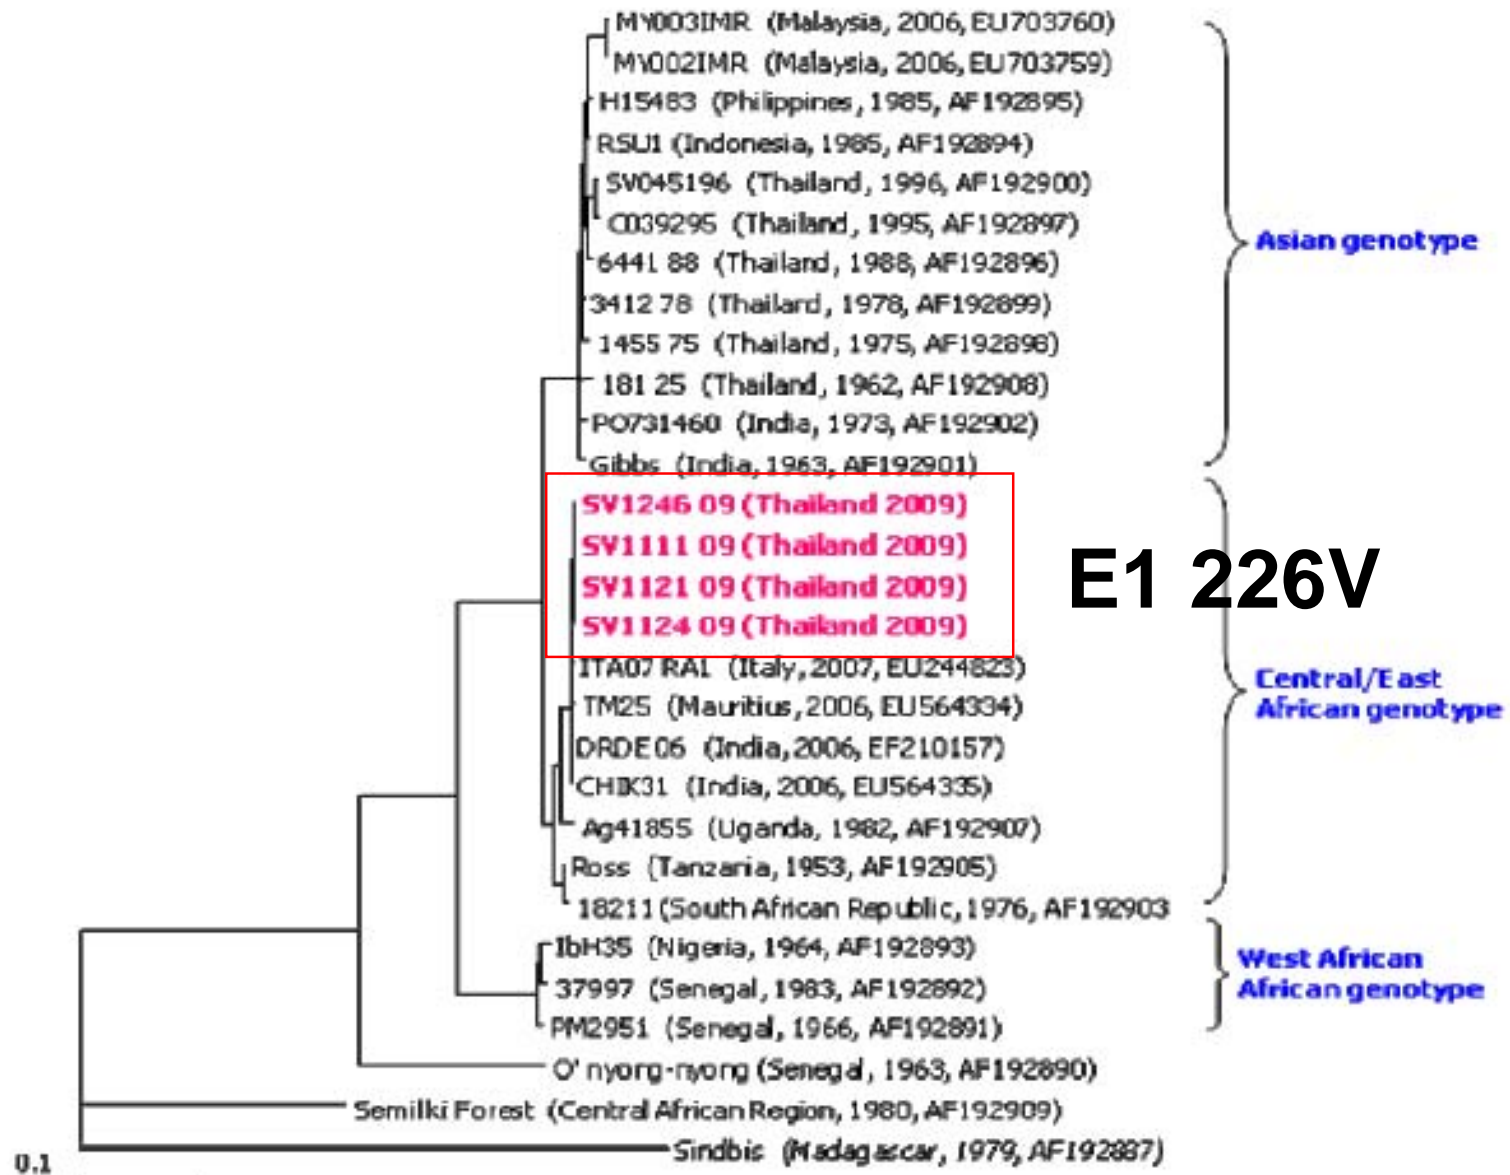 MY003IMR (Malaysia, 2006, EU703760)
MY002IMR (Malaysia, 2006, EU703759)
H15483 (Philippines, 1985, AF192895)
RSU1 (Indonesia, 1985, AF192894)
SV045196 (Thailand, 1996, AF192900)
C039295 (Thailand, 1995, AF192897)
Asian genotype
6441 88 (Thailand, 1988, AF192896)
3412 78 (Thailand, 1978, AF192899)
1455 75 (Thailand, 1975, AF192898)
181 25 (Thailand, 1962, AF192908)
PO731460 (India, 1973, AF192902)
Gibbs (India, 1963, AF192901)
SV1246 09 (Thailand 2009)
SV1111 09 (Thailand 2009)
E1 226V
SV1121 09 (Thailand 2009)
SV1124 09 (Thailand 2009)
ITA07 RA1 (Italy, 2007, EU244823)
Central/East
African genotype
TM25 (Mauritius, 2006, EU564334)
DRDE 06 (India, 2006, EF210157)
CHIK31 (India, 2006, EU564335)
Ag41855 (Uganda, 1982, AF192907)
Ross (Tanzania, 1953, AF192905)
18211 (South African Republic, 1976, AF192903
IbH35 (Nigeria, 1964, AF192893)
West African
African genotype
37997 (Senegal, 1983, AF192892)
PM2951 (Senegal, 1966, AF192891)
O' nyong-nyong (Senegal, 1963, AF192890)
Semilki Forest (Central African Region, 1980, AF192909)
Sindbis (Madagascar, 1979, AF192887)
0.1